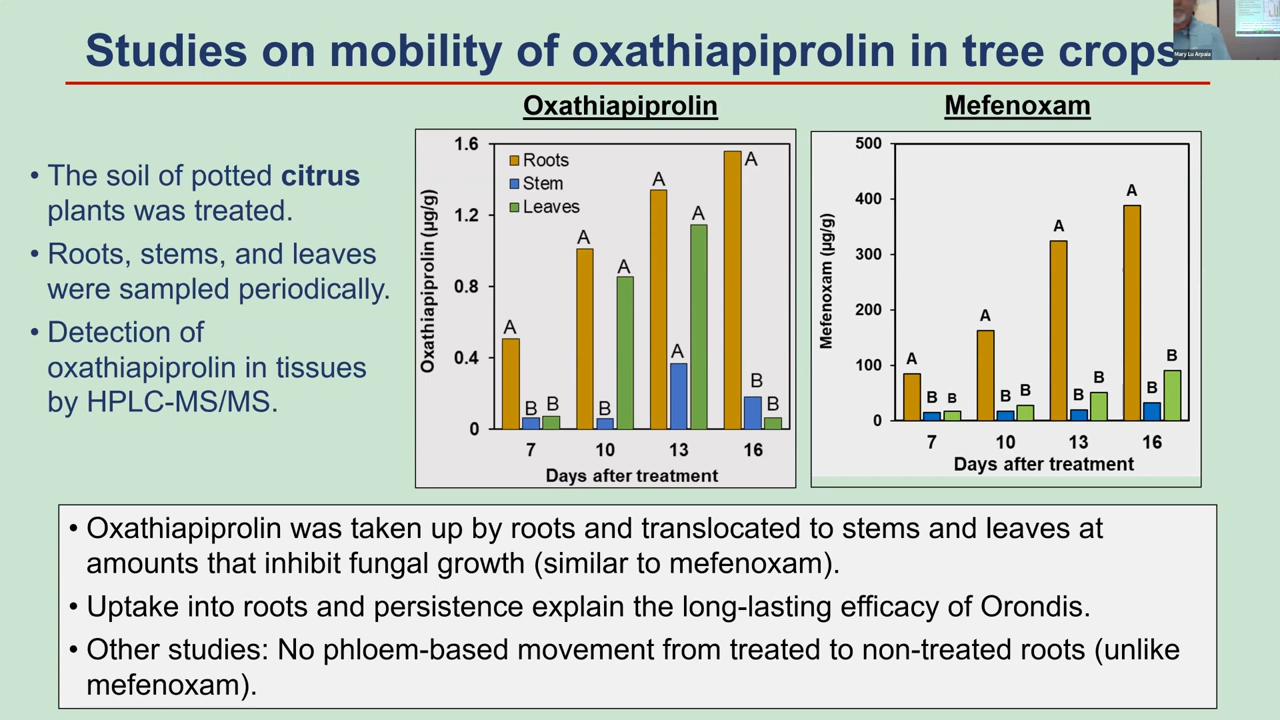 Studies on mobility of oxathiapiprolin in tree crops
Mary Lu Arpaia
• The soil of potted citrus
plants was treated.
• Roots, stems, and leaves
were sampled periodically.
• Detection of
oxathiapiprolin in tissues
by HPLC-MS/MS.
Oxathiapiprolin
Oxathiapiprolin (µg/g)
1.6
1.2
0.8
0.4
0
Roots
Stem
Leaves
A B B
A B A
A A A
A B B
7 10 13 16
Days after treatment
Mefenoxam
Mefenoxam (µg/g)
500
400
300
200
100
0
A B B
A B B
A B B
A B B
7 10 13 16
Days after treatment
• Oxathiapiprolin was taken up by roots and translocated to stems and leaves at
amounts that inhibit fungal growth (similar to mefenoxam).
• Uptake into roots and persistence explain the long-lasting efficacy of Orondis.
• Other studies: No phloem-based movement from treated to non-treated roots (unlike
mefenoxam).